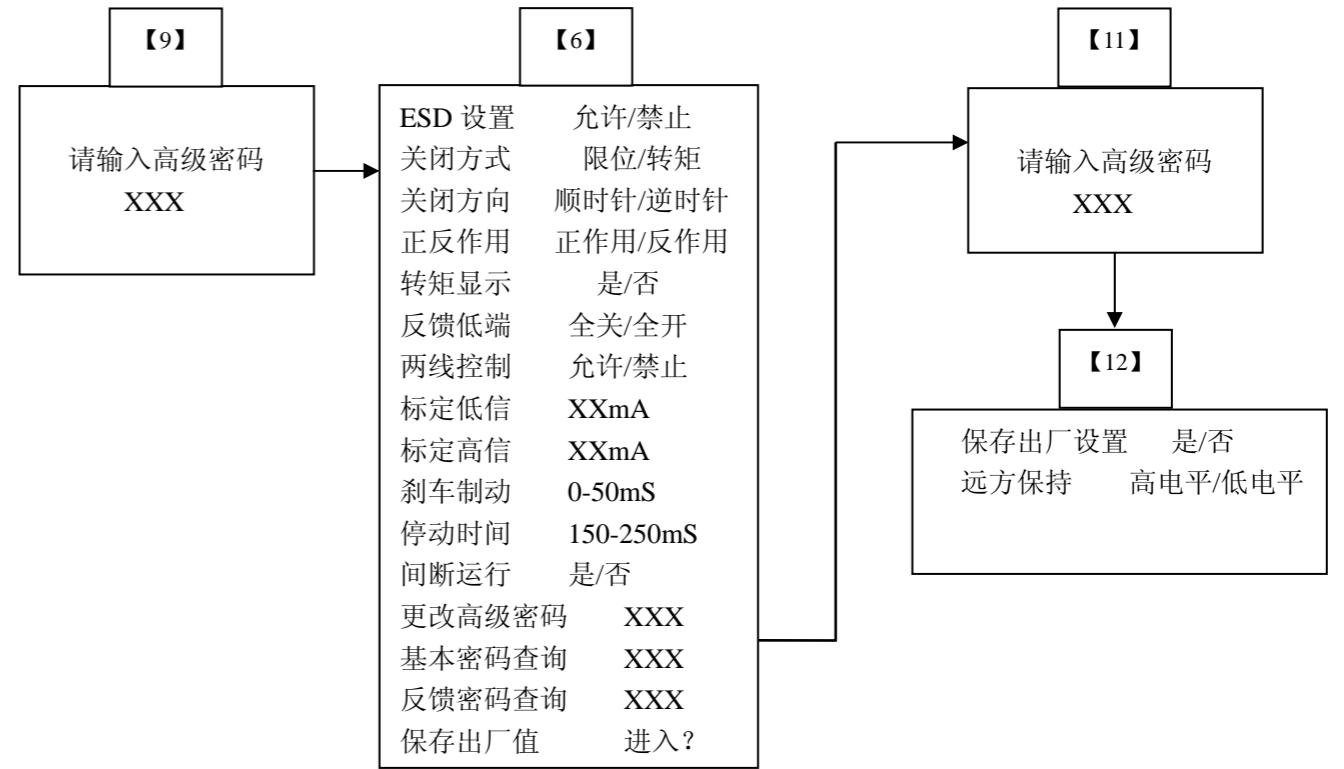 【9】
请输入高级密码
XXX
【6】
ESD 设置 允许/禁止
关闭方式 限位/转矩
关闭方向 顺时针/逆时针
正反作用 正作用/反作用
转矩显示 是/否
反馈低端 全关/全开
两线控制 允许/禁止
标定低信 XXmA
标定高信 XXmA
刹车制动 0-50mS
停动时间 150-250mS
间断运行 是/否
更改高级密码 XXX
基本密码查询 XXX
反馈密码查询 XXX
保存出厂值 进入？
【11】
请输入高级密码
XXX
【12】
保存出厂设置 是/否
远方保持 高电平/低电平